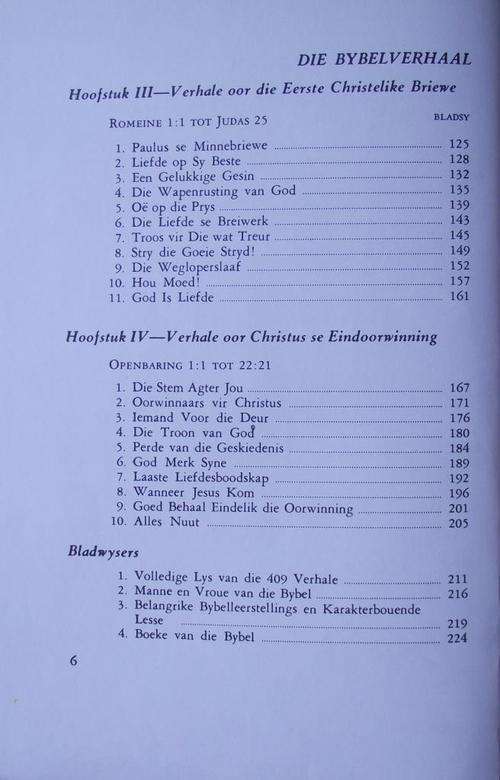 DIE BYBELVERHAAL
Hoofstuk III—Verhale oor die Eerste Christelike Briewe
ROMEINE 1:1 TOT JUDAS 25 BLADSY
1. Paulus se Minnebriewe 125
2. Liefde op Sy Beste 128
3. Een Gelukkige Gesin 132
4. Die Wapenrusting van God 135
5. Oë op die Prys 139
6. Die Liefde se Breiwerk 143
7. Troos vir Die wat Treur 145
8. Stry die Goeie Stryd! 149
9. Die Wegloperslaaf 152
10. Hou Moed! 157
11. God Is Liefde 161
Hoofstuk IV—Verhale oor Christus se Eindoorwinning
OPENBARING 1:1 TOT 22:21
1. Die Stem Agter Jou 167
2. Oorwinnaars vir Christus 171
3. Iemand Voor die Deur 176
4. Die Troon van God 180
5. Perde van die Geskiedenis 184
6. God Merk Syne 189
7. Laaste Liefdesboodskap 192
8. Wanneer Jesus Kom 196
9. Goed Behaal Eindelik die Oorwinning 201
10. Alles Nuut 205
Bladwysers
1. Volledige Lys van die 409 Verhale 211
2. Manne en Vroue van die Bybel 216
3. Belangrike Bybelleerstellings en Karakterbouende
Lesse 219
4. Boeke van die Bybel 224
6